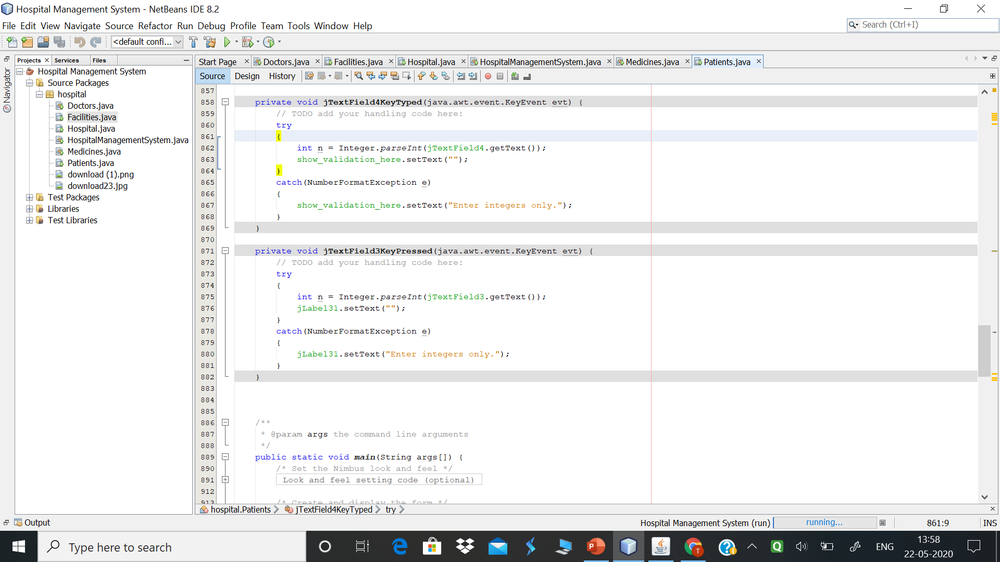 Hospital Management System - NetBeans IDE 8.2
File Edit View Navigate Source Refactor Run Debug Profile Team Tools Window Help
Search (Ctrl+I)
<default confi...
Projects Services Files
Navigator
Hospital Management System
Source Packages
hospital
Doctors.java
Facilities.java
Hospital.java
HospitalManagementSystem.java
Medicines.java
Patients.java
download (1).png
download23.jpg
Test Packages
Libraries
Test Libraries
Start Page Doctors.java Facilities.java Hospital.java HospitalManagementSystem.java Medicines.java Patients.java
Source Design History
857
858 private void jTextField4KeyTyped(java.awt.event.KeyEvent evt) {
859 // TODO add your handling code here:
860 try
861 {
862 int n = Integer.parseInt(jTextField4.getText());
863 show_validation_here.setText("");
864 }
865 catch(NumberFormatException e)
866 {
867 show_validation_here.setText("Enter integers only.");
868 }
869 }
870
871 private void jTextField3KeyPressed(java.awt.event.KeyEvent evt) {
872 // TODO add your handling code here:
873 try
874 {
875 int n = Integer.parseInt(jTextField3.getText());
876 jLabel31.setText("");
877 }
878 catch(NumberFormatException e)
879 {
880 jLabel31.setText("Enter integers only.");
881 }
882 }
883
884
885
886 /**
887 * @param args the command line arguments
888 */
889 public static void main(String args[]) {
890 /* Set the Nimbus look and feel */
891 Look and feel setting code (optional)
912
913 /* Create and display the form */
hospital.Patients jTextField4KeyTyped try
Output
Hospital Management System (run) running... 861:9 INS
Type here to search
ENG
13:58
22-05-2020